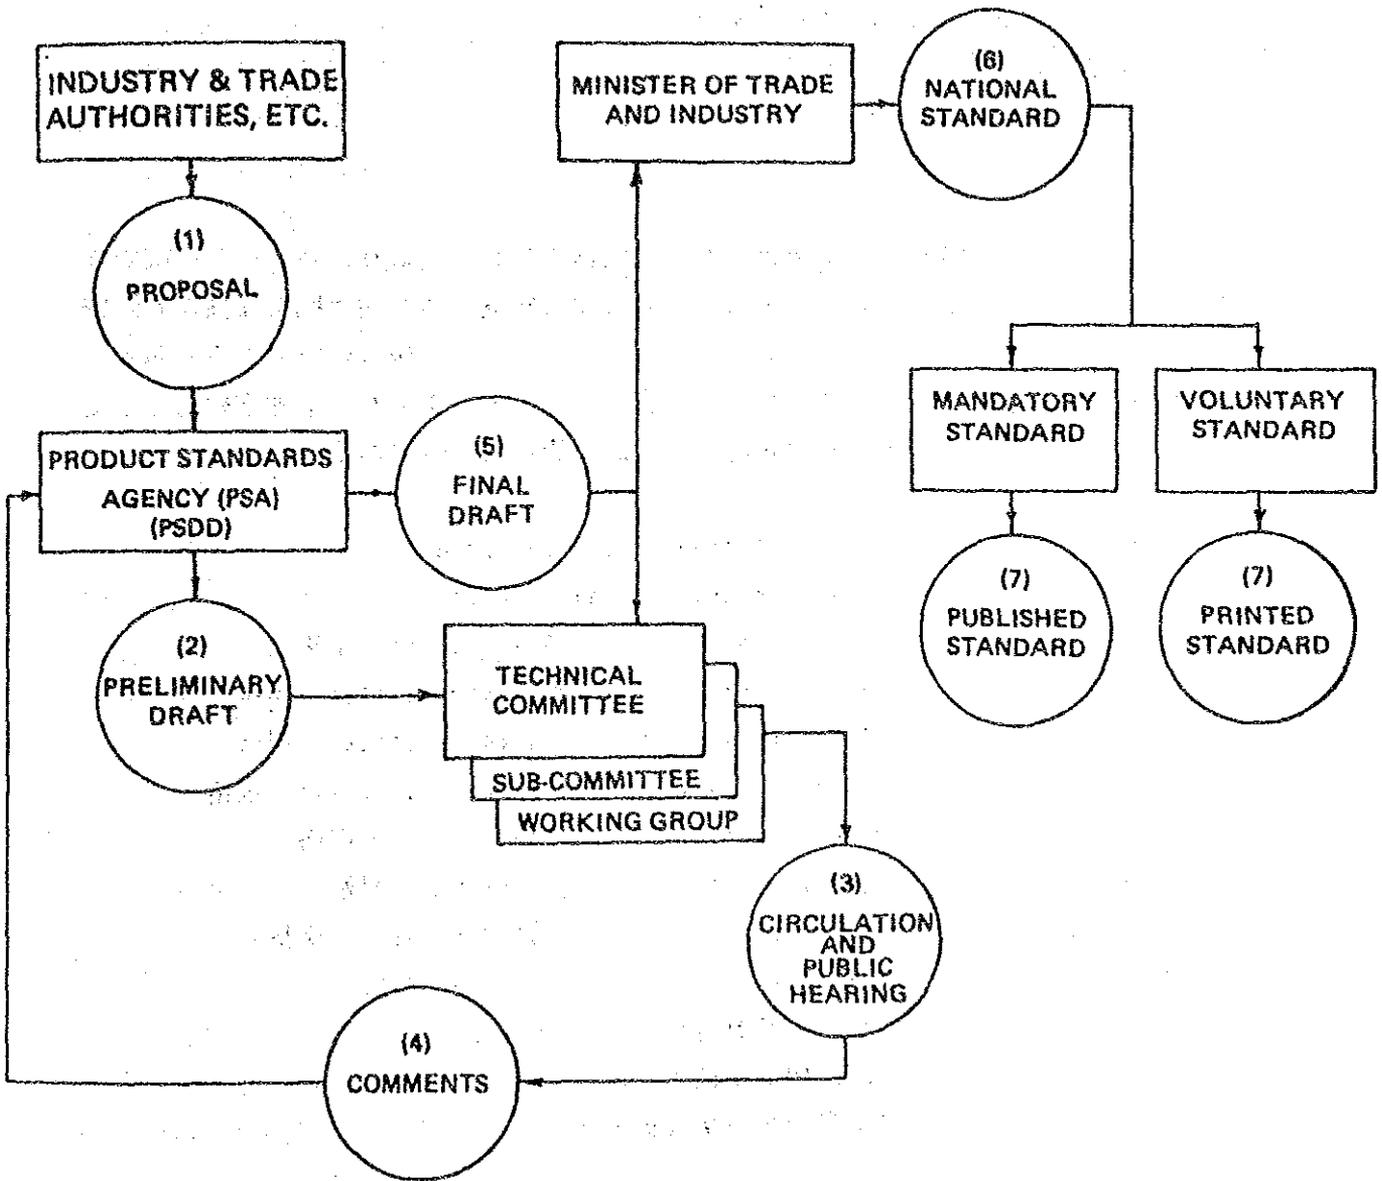 INDUSTRY & TRADE
AUTHORITIES, ETC.
(1)
PROPOSAL
PRODUCT STANDARDS
AGENCY (PSA)
(PSDD)
(2)
PRELIMINARY
DRAFT
(5)
FINAL
DRAFT
MINISTER OF TRADE
AND INDUSTRY
(6)
NATIONAL
STANDARD
MANDATORY
STANDARD
VOLUNTARY
STANDARD
(7)
PUBLISHED
STANDARD
(7)
PRINTED
STANDARD
TECHNICAL
COMMITTEE
SUB-COMMITTEE
WORKING GROUP
(3)
CIRCULATION
AND
PUBLIC
HEARING
(4)
COMMENTS